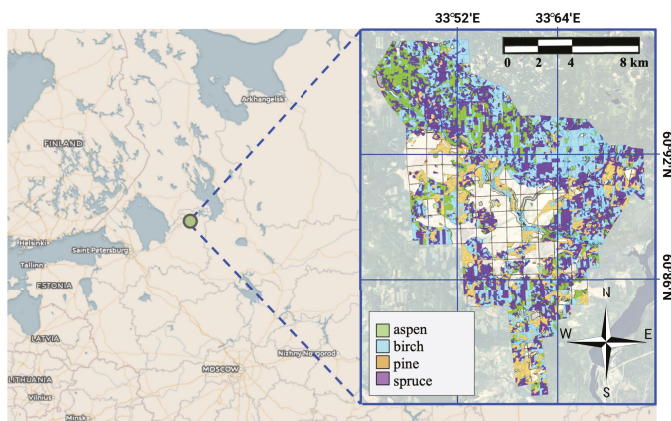 33°52'E 33°64'E
0 2 4 8 km
Arkhangelsk
FINLAND
60°92'N
Helsinki
Saint Petersburg
Tallinn
ESTONIA
60°86'N
N
W E
S
aspen
birch
pine
spruce
LATVIA
Nizhny Novgorod
MOSCOW
LITHUANIA
Vilnius
Minsk